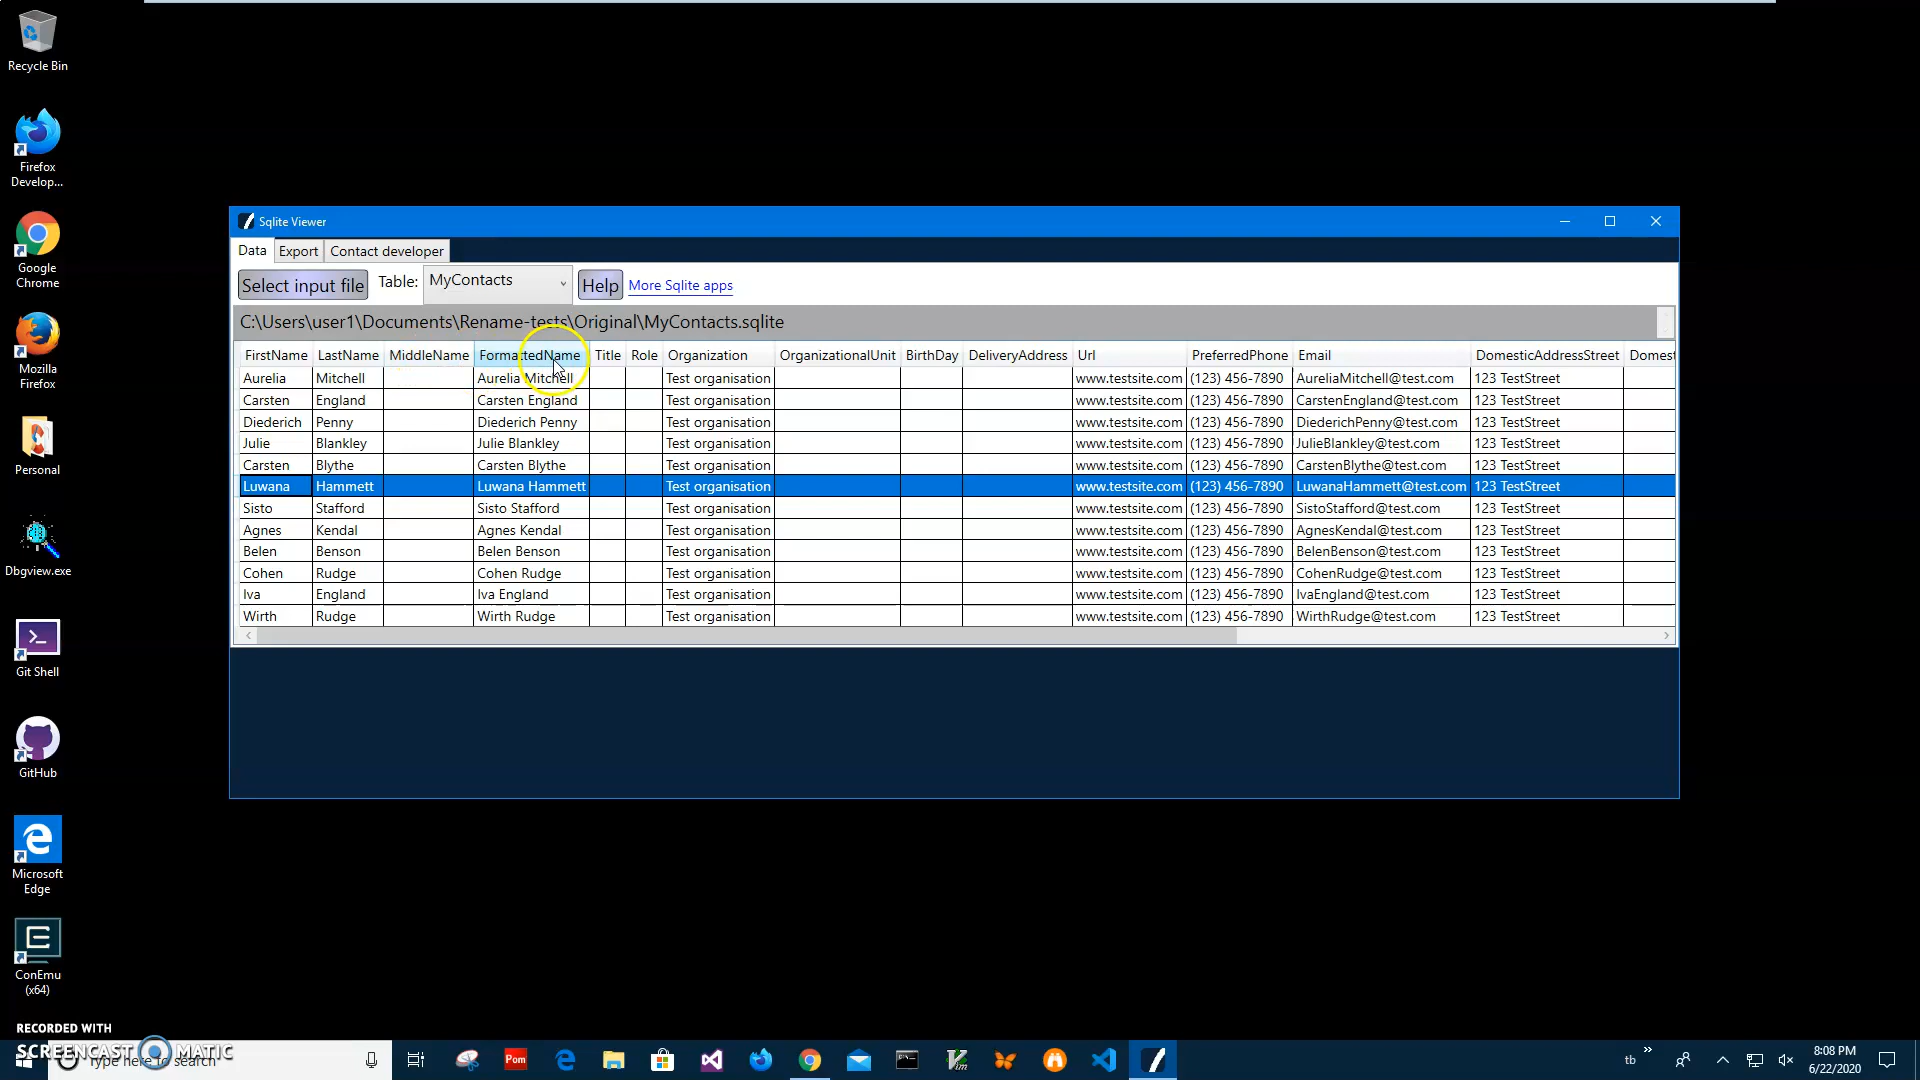 Recycle Bin
Firefox
Develop...
Google
Chrome
Mozilla
Firefox
Personal
Dbgview.exe
Git Shell
GitHub
Microsoft
Edge
ConEmu
(x64)
Sqlite Viewer
Data Export Contact developer
Select input file Table: MyContacts Help More Sqlite apps
C:\Users\user1\Documents\Rename-tests\Original\MyContacts.sqlite
FirstName LastName MiddleName FormattedName Title Role Organization OrganizationalUnit BirthDay DeliveryAddress Url PreferredPhone Email DomesticAddressStreet Domest
Aurelia Mitchell Aurelia Mitchell Test organisation www.testsite.com (123) 456-7890 AureliaMitchell@test.com 123 TestStreet
Carsten England Carsten England Test organisation www.testsite.com (123) 456-7890 CarstenEngland@test.com 123 TestStreet
Diederich Penny Diederich Penny Test organisation www.testsite.com (123) 456-7890 DiederichPenny@test.com 123 TestStreet
Julie Blankley Julie Blankley Test organisation www.testsite.com (123) 456-7890 JulieBlankley@test.com 123 TestStreet
Carsten Blythe Carsten Blythe Test organisation www.testsite.com (123) 456-7890 CarstenBlythe@test.com 123 TestStreet
Luwana Hammett Luwana Hammett Test organisation www.testsite.com (123) 456-7890 LuwanaHammett@test.com 123 TestStreet
Sisto Stafford Sisto Stafford Test organisation www.testsite.com (123) 456-7890 SistoStafford@test.com 123 TestStreet
Agnes Kendal Agnes Kendal Test organisation www.testsite.com (123) 456-7890 AgnesKendal@test.com 123 TestStreet
Belen Benson Belen Benson Test organisation www.testsite.com (123) 456-7890 BelenBenson@test.com 123 TestStreet
Cohen Rudge Cohen Rudge Test organisation www.testsite.com (123) 456-7890 CohenRudge@test.com 123 TestStreet
Iva England Iva England Test organisation www.testsite.com (123) 456-7890 IvaEngland@test.com 123 TestStreet
Wirth Rudge Wirth Rudge Test organisation www.testsite.com (123) 456-7890 WirthRudge@test.com 123 TestStreet
RECORDED WITH
SCREENCAST MATIC
Type here to search
Pom
Vim
tb
8:08 PM
6/22/2020